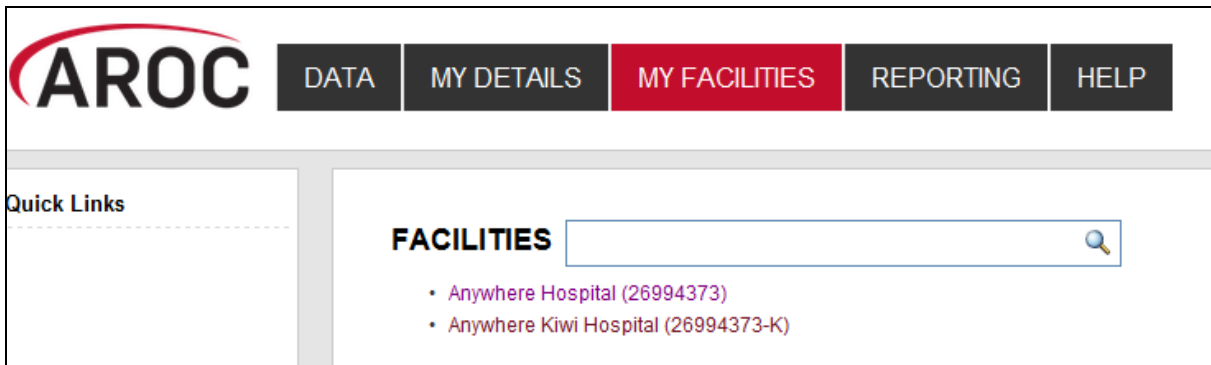 AROC
DATA MY DETAILS MY FACILITIES REPORTING HELP
Quick Links
FACILITIES
• Anywhere Hospital (26994373)
• Anywhere Kiwi Hospital (26994373-K)